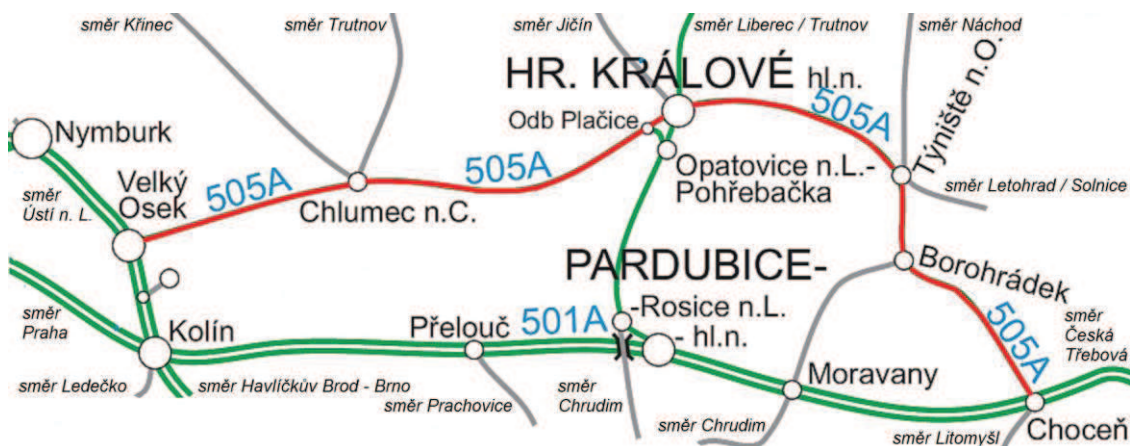 směr Křinec
směr Trutnov
směr Jičín
směr Liberec / Trutnov
směr Náchod
HR. KRÁLOVÉ hl.n.
505A
Týniště n.O.
Nymburk
Odb Plačice
505A
505A
Opatovice n.L.-
Pohřebačka
Velký
Osek
směr
Ústí n. L.
Chlumec n.C.
směr Letohrad / Solnice
PARDUBICE-
Borohrádek
-Rosice n.L.
směr
Praha
Kolín
Přelouč
501A
- hl.n.
505A
směr
Česká
Třebová
směr Ledečko
směr Havlíčkův Brod - Brno
směr Prachovice
směr
Chrudim
Moravany
směr Chrudim
směr Litomyšl
Choceň